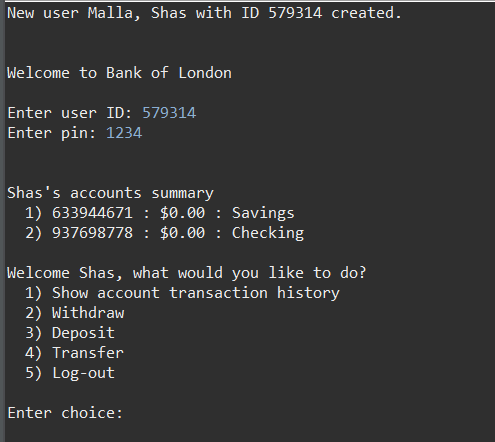 New user Malla, Shas with ID 579314 created.
Welcome to Bank of London
Enter user ID: 579314
Enter pin: 1234
Shas's accounts summary
1) 633944671 : $0.00 : Savings
2) 937698778 : $0.00 : Checking
Welcome Shas, what would you like to do?
1) Show account transaction history
2) Withdraw
3) Deposit
4) Transfer
5) Log-out
Enter choice: